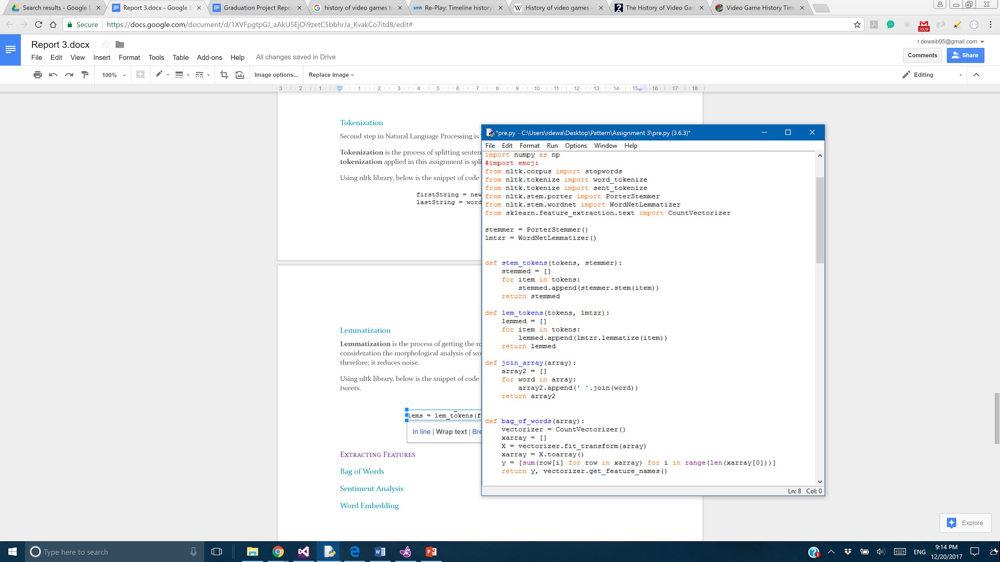 Search results - Google D
Report 3.docx - Google D
Graduation Project Repo
history of video games ti
smh Re-Play: Timeline history
W History of video games -
The History of Video Gam
Video Game History Time
Secure https://docs.google.com/document/d/1XVFpgtpGJ_aAkU5EjOi9zetC5bbhrJa_KvakCo7itd8/edit#
2029
Report 3.docx
r.dewaib95@gmail.com
File Edit View Insert Format Tools Table Add-ons Help All changes saved in Drive
Comments Share
100% Image options... Replace image Editing
3 2 1 1 2 3 4 5 6 7 8 9 10 11 12 13 14 15 16 17 18
Tokenization
Second step in Natural Language Processing is
Tokenization is the process of splitting senten
tokenization applied in this assignment is spli
Using nltk library, below is the snippet of code
firstString = new
lastString = word
Lemmatization
Lemmatization is the process of getting the ro
consideration the morphological analysis of wo
therefore; it reduces noise.
Using nltk library, below is the snippet of code
tweets.
lems = lem_tokens(f
In line | Wrap text | Bre
Extracting Features
Bag of Words
Sentiment Analysis
Word Embedding
*pre.py - C:\Users\rdewa\Desktop\Pattern\Assignment 3\pre.py (3.6.3)*
File Edit Format Run Options Window Help
import numpy as np
#import emoji
from nltk.corpus import stopwords
from nltk.tokenize import word_tokenize
from nltk.tokenize import sent_tokenize
from nltk.stem.porter import PorterStemmer
from nltk.stem.wordnet import WordNetLemmatizer
from sklearn.feature_extraction.text import CountVectorizer
stemmer = PorterStemmer()
lmtzr = WordNetLemmatizer()
def stem_tokens(tokens, stemmer):
stemmed = []
for item in tokens:
stemmed.append(stemmer.stem(item))
return stemmed
def lem_tokens(tokens, lmtzr):
lemmed = []
for item in tokens:
lemmed.append(lmtzr.lemmatize(item))
return lemmed
def join_array(array):
array2 = []
for word in array:
array2.append(' '.join(word))
return array2
def bag_of_words(array):
vectorizer = CountVectorizer()
xarray = []
X = vectorizer.fit_transform(array)
xarray = X.toarray()
y = [sum(row[i] for row in xarray) for i in range(len(xarray[0]))]
return y, vectorizer.get_feature_names()
Ln: 8 Col: 0
Explore
Type here to search
ENG
9:14 PM
12/20/2017